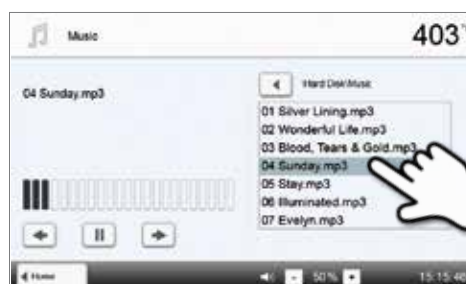 Music
403°
04 Sunday.mp3
Hard Disk\Music
01 Silver Lining.mp3
02 Wonderful Life.mp3
03 Blood, Tears & Gold.mp3
04 Sunday.mp3
05 Stay.mp3
06 Illuminated.mp3
07 Evelyn.mp3
Home
- 50% +
15:15:46